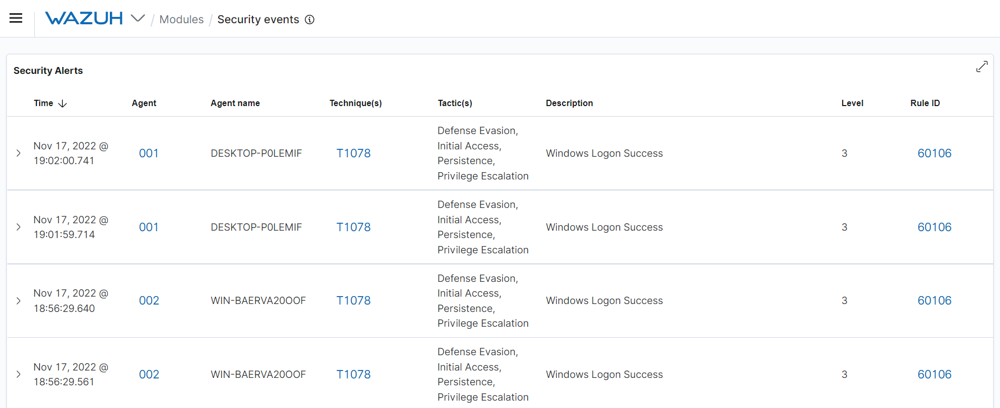 WAZUH / Modules / Security events
Security Alerts
Time Agent Agent name Technique(s) Tactic(s) Description Level Rule ID
Nov 17, 2022 @
19:02:00.741
001
DESKTOP-P0LEMIF
T1078
Defense Evasion,
Initial Access,
Persistence,
Privilege Escalation
Windows Logon Success
3
60106
Nov 17, 2022 @
19:01:59.714
001
DESKTOP-P0LEMIF
T1078
Defense Evasion,
Initial Access,
Persistence,
Privilege Escalation
Windows Logon Success
3
60106
Nov 17, 2022 @
18:56:29.640
002
WIN-BAERVA20OOF
T1078
Defense Evasion,
Initial Access,
Persistence,
Privilege Escalation
Windows Logon Success
3
60106
Nov 17, 2022 @
18:56:29.561
002
WIN-BAERVA20OOF
T1078
Defense Evasion,
Initial Access,
Persistence,
Privilege Escalation
Windows Logon Success
3
60106